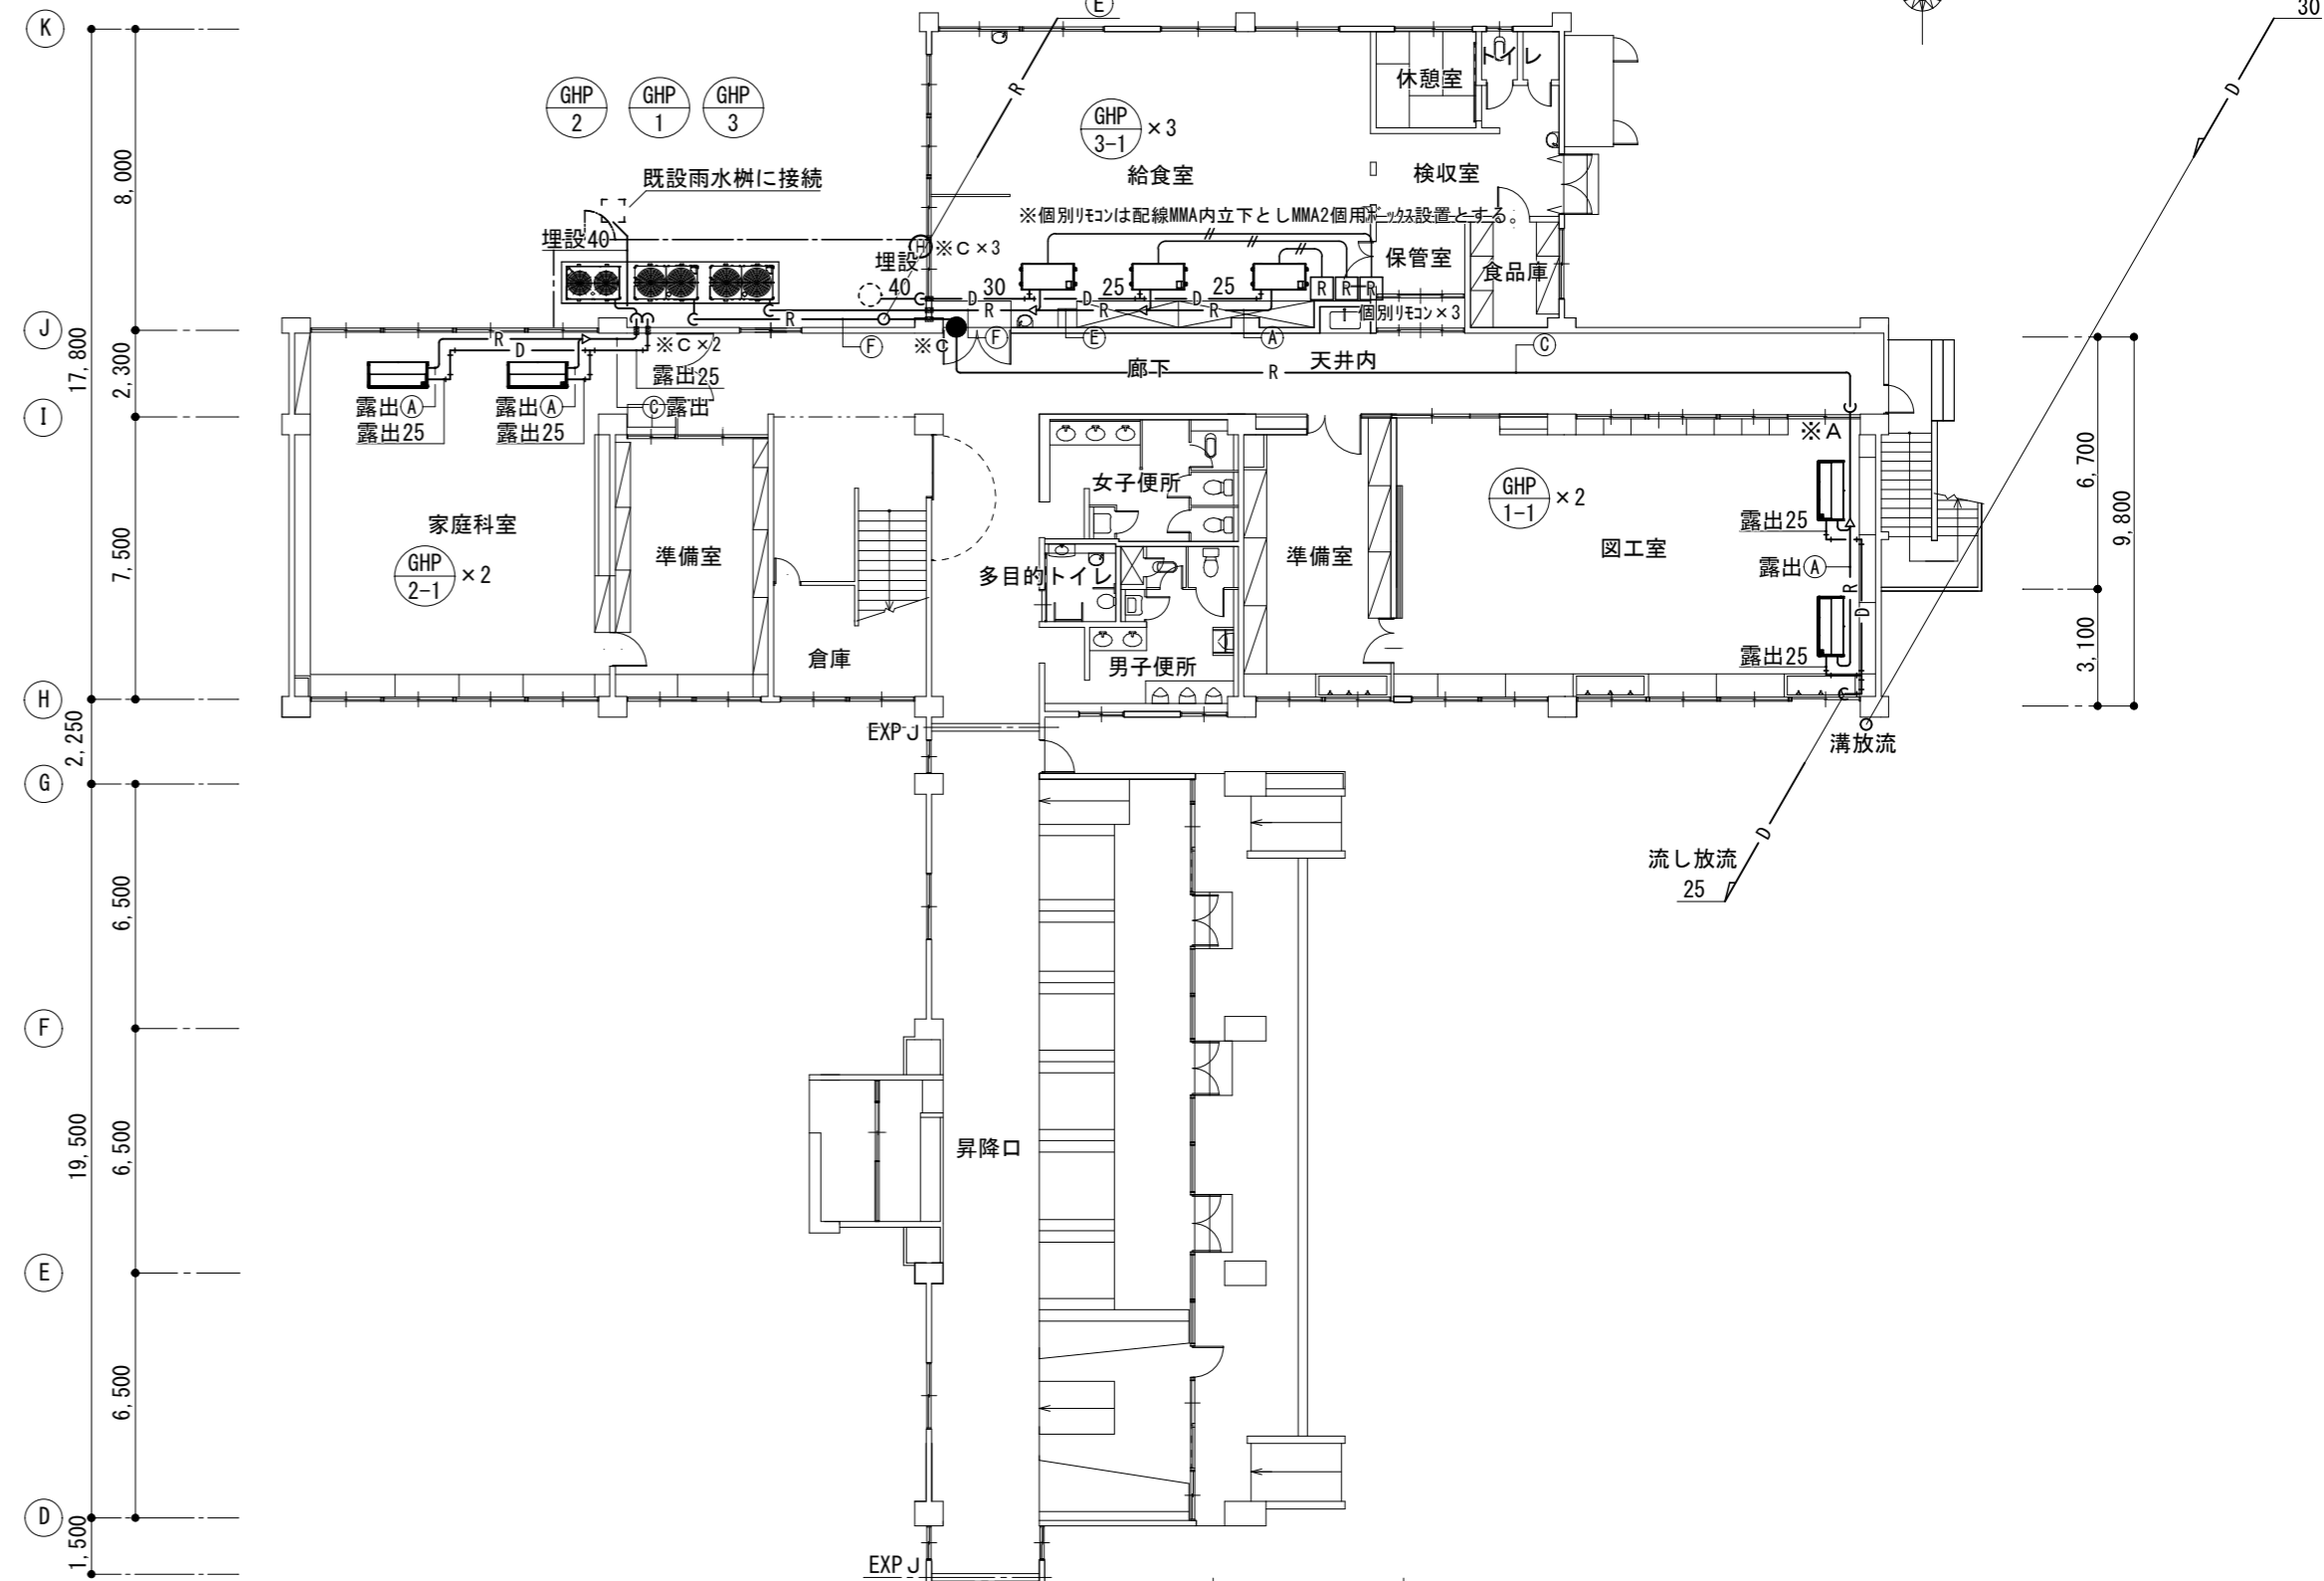 K
E
30
GHP
2
GHP
1
GHP
3
R
D
GHP
3-1
×3
休憩室
トイレ
8,000
既設雨水桝に接続
給食室
検収室
※個別リモコンは配線MMA内立下としMMA2個用ボックス設置とする。
埋設40
H
※C×3
埋設
40
保管室
食品庫
D
30
25
D
25
R
R
R
R
R
R
個別リモコン×3
J
R
F
※C
F
E
A
C
17,800
2,300
R
D
※C×2
露出25
廊下
R
天井内
露出A
露出A
C露出
露出25
露出25
I
※A
女子便所
GHP
1-1
×2
6,700
9,800
家庭科室
GHP
2-1
×2
準備室
7,500
多目的トイレ
準備室
図工室
露出25
露出A
R
D
倉庫
男子便所
露出25
3,100
H
EXP J
溝放流
2,250
G
D
流し放流
25
6,500
F
19,500
6,500
昇降口
E
6,500
D
1,500
EXP J